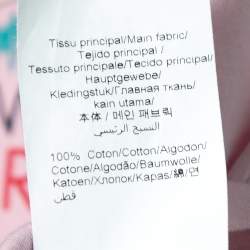 Tissu principal/Main fabric/
Tejido principal /
Tessuto principale/Tecido principal/
Hauptgewebe/
Kledingstuk/Главная ткань/
kain utama/
本体 / 메인 패브릭
النسيج الرئيسي
100% Coton/Cotton/Algodon/
Cotone/Algodão/Baumwolle/
Katoen/Хлопок/Kapas/綿/면
قطن